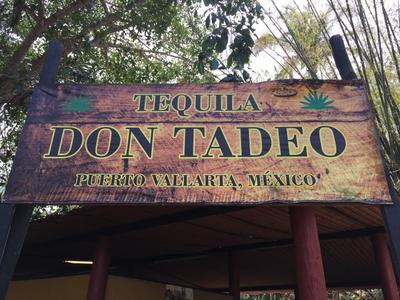 TEQUILA
DON TADEO
PUERTO VALLARTA, MÉXICO